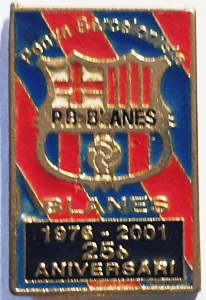 Penya Barcelonista
P.B. BLANES
BLANES
1976 - 2001
25è
ANIVERSARI